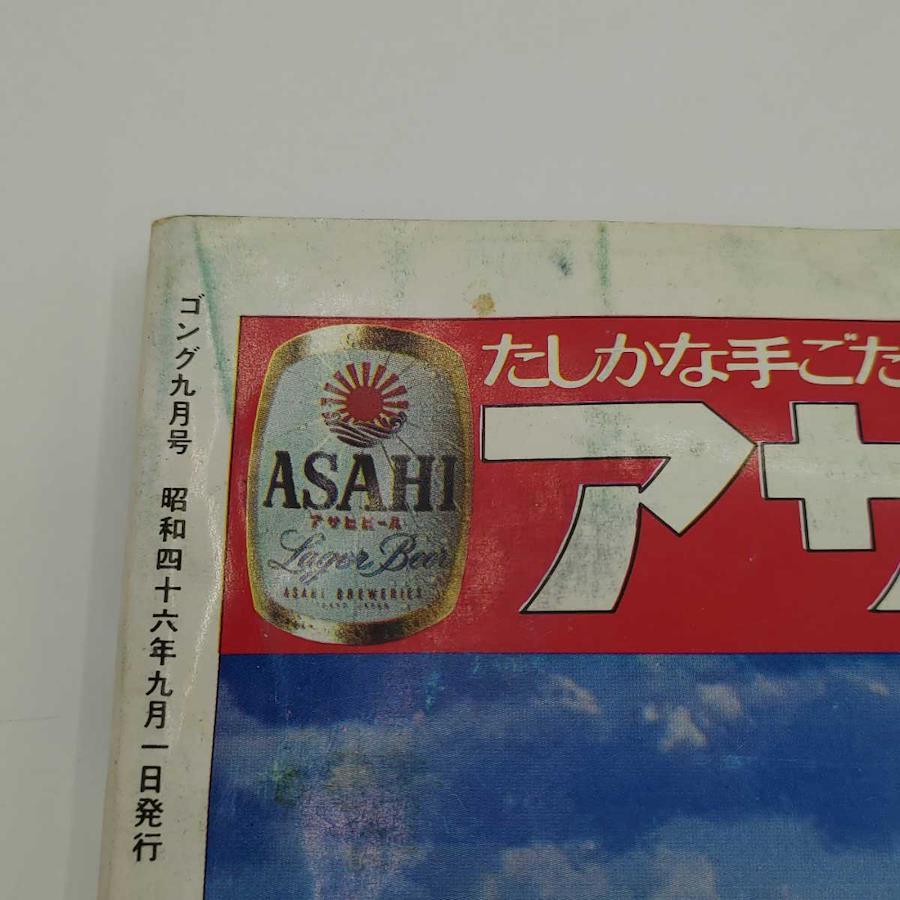 ゴング九月号 昭和四十六年九月一日発行
たしかな手ごた
アサ
ASAHI
アサヒビール
Lager Beer
ASAHI BREWERIES